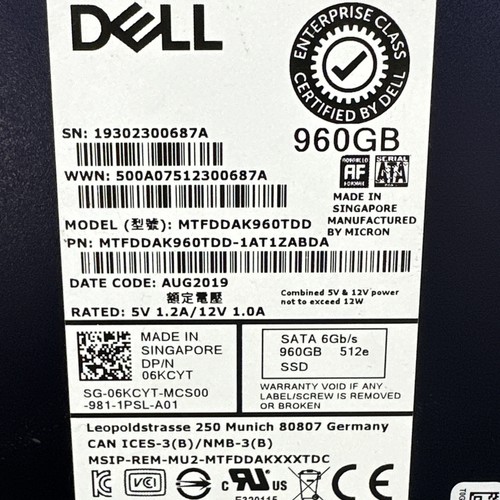 DELL
ENTERPRISE CLASS
CERTIFIED BY DELL
960GB
SN: 19302300687A
WWN: 500A07512300687A
AF
SERIAL
ATA
MADE IN
SINGAPORE
MANUFACTURED
BY MICRON
MODEL (型號): MTFDDAK960TDD
PN: MTFDDAK960TDD-1AT1ZABDA
DATE CODE: AUG2019
額定電壓
RATED: 5V 1.2A/12V 1.0A
Combined 5V & 12V power
not to exceed 12W
MADE IN
SINGAPORE
DP/N
06KCYT
SG-06KCYT-MCS00
-981-1PSL-A01
SATA 6Gb/s
960GB 512e
SSD
WARRANTY VOID IF ANY
LABEL/SCREW IS REMOVED
OR BROKEN
Leopoldstrasse 250 Munich 80807 Germany
CAN ICES-3(B)/NMB-3(B)
MSIP-REM-MU2-MTFDDAKXXXTDC
VCI
c RU US
CE